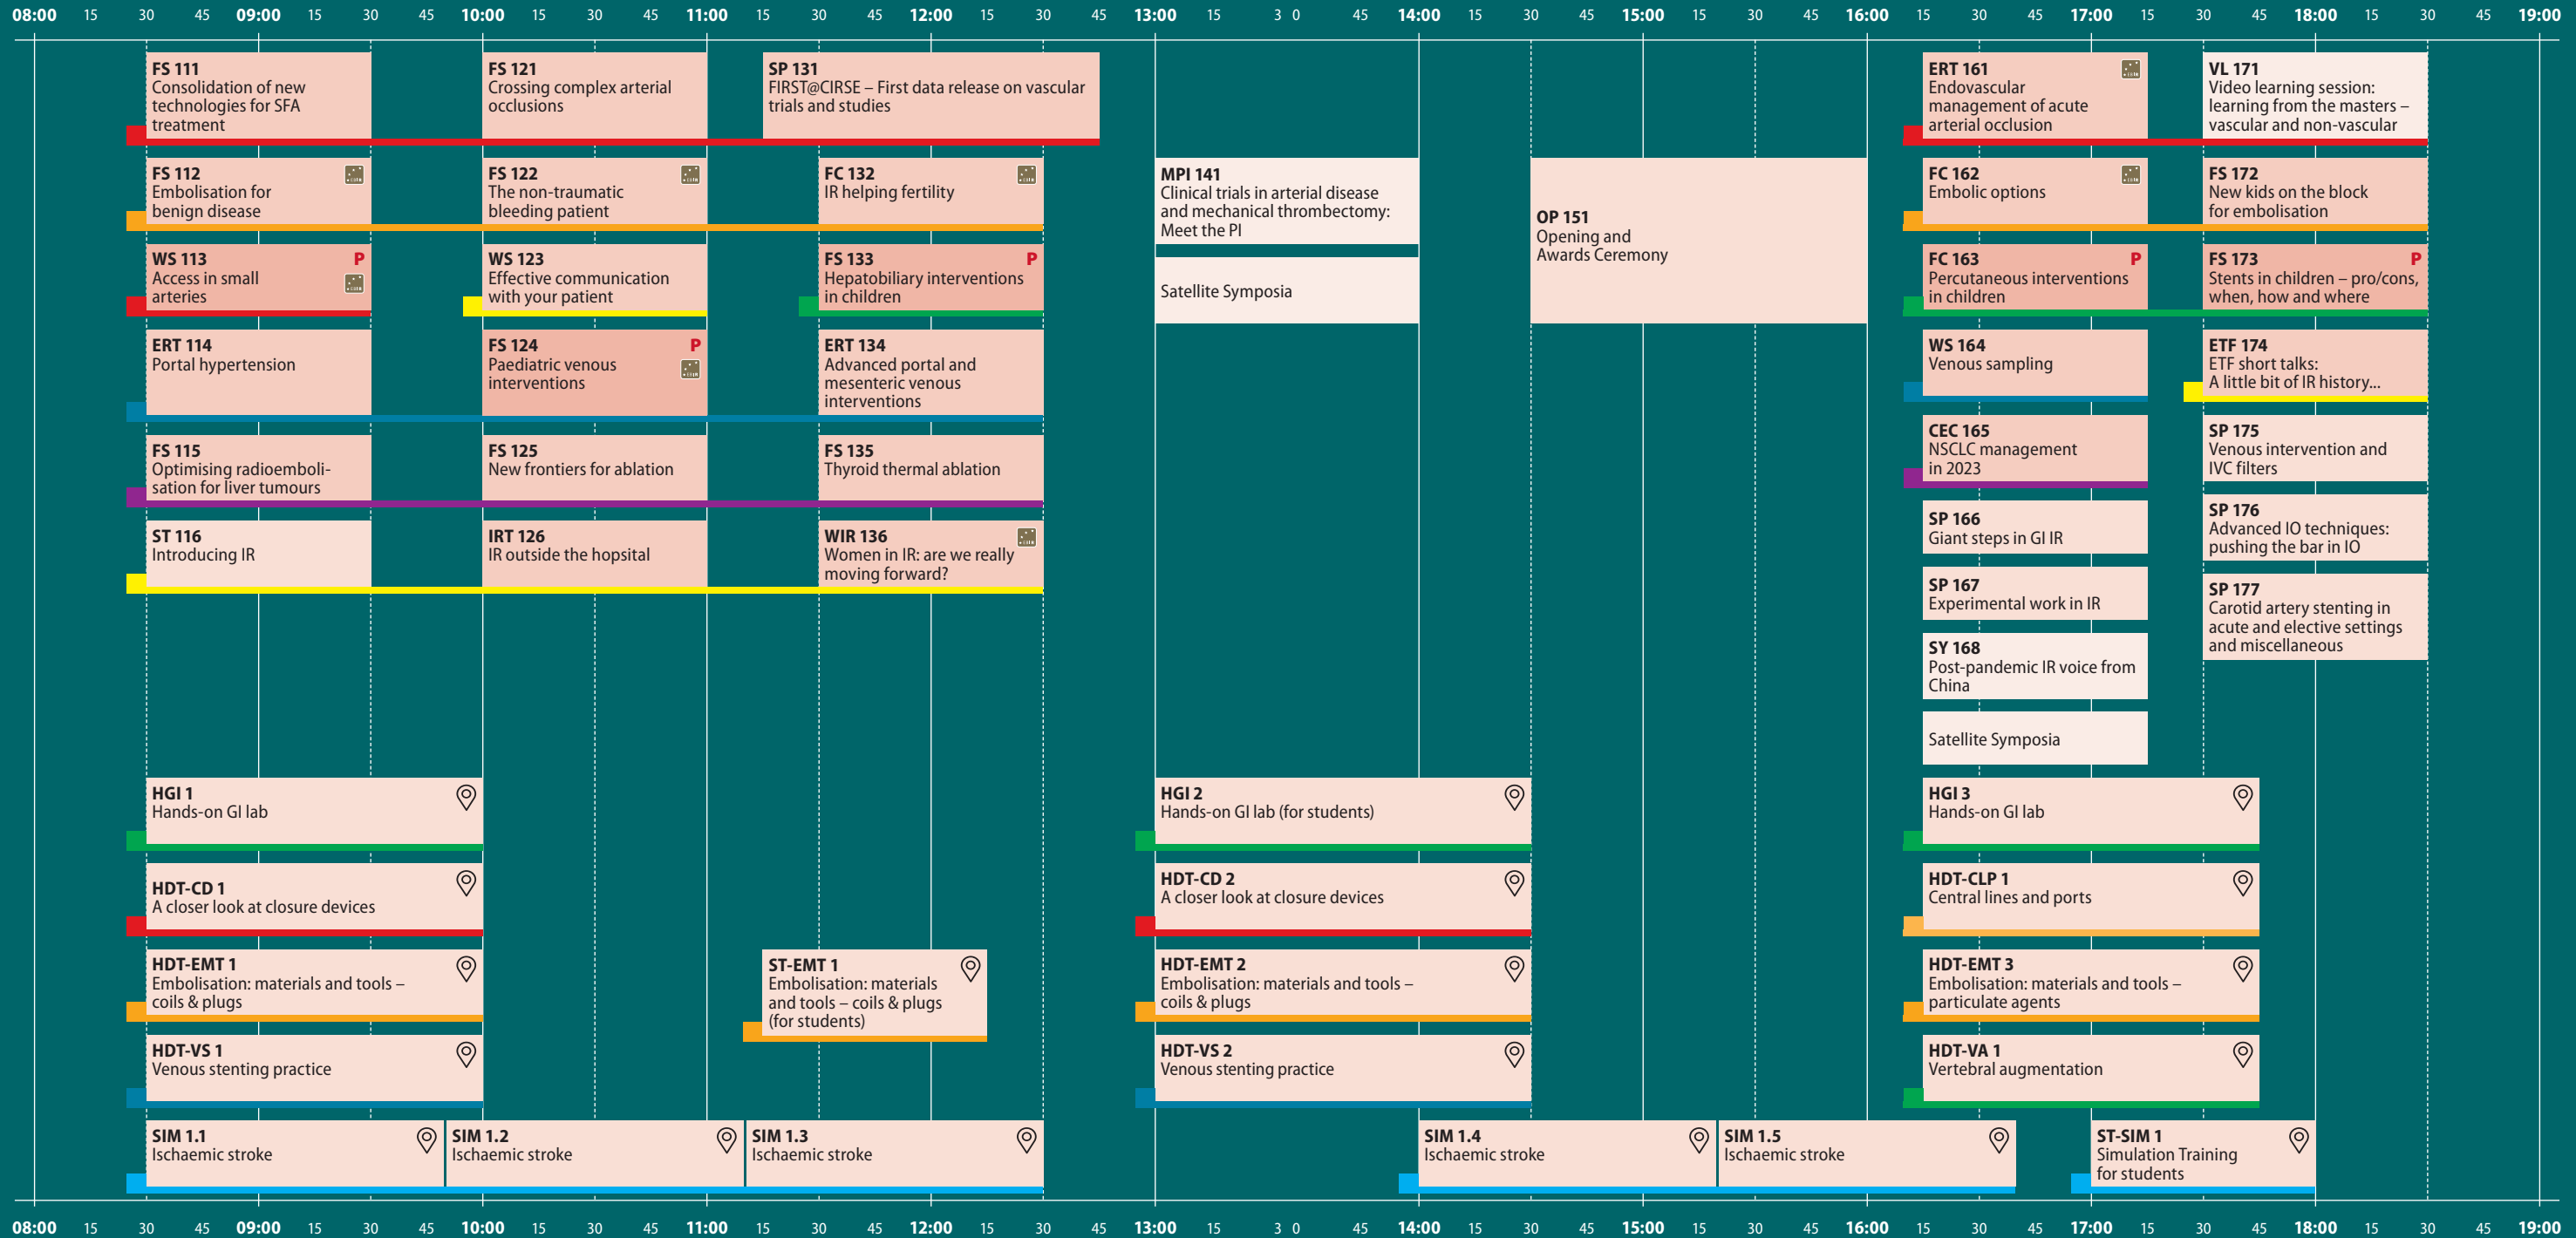 08:00 15 30 45 09:00 15 30 45 10:00 15 30 45 11:00 15 30 45 12:00 15 30 45 13:00 15 3 0 45 14:00 15 30 45 15:00 15 30 45 16:00 15 30 45 17:00 15 30 45 18:00 15 30 45 19:00
FS 111
Consolidation of new
technologies for SFA
treatment
FS 121
Crossing complex arterial
occlusions
SP 131
FIRST@CIRSE – First data release on vascular
trials and studies
ERT 161
Endovascular
management of acute
arterial occlusion
VL 171
Video learning session:
learning from the masters –
vascular and non-vascular
FS 112
Embolisation for
benign disease
FS 122
The non-traumatic
bleeding patient
FC 132
IR helping fertility
MPI 141
Clinical trials in arterial disease
and mechanical thrombectomy:
Meet the PI
OP 151
Opening and
Awards Ceremony
FC 162
Embolic options
FS 172
New kids on the block
for embolisation
WS 113 P
Access in small
arteries
WS 123
Effective communication
with your patient
FS 133 P
Hepatobiliary interventions
in children
Satellite Symposia
FC 163 P
Percutaneous interventions
in children
FS 173 P
Stents in children – pro/cons,
when, how and where
ERT 114
Portal hypertension
FS 124 P
Paediatric venous
interventions
ERT 134
Advanced portal and
mesenteric venous
interventions
WS 164
Venous sampling
ETF 174
ETF short talks:
A little bit of IR history...
FS 115
Optimising radioemboli-
sation for liver tumours
FS 125
New frontiers for ablation
FS 135
Thyroid thermal ablation
CEC 165
NSCLC management
in 2023
SP 175
Venous intervention and
IVC filters
ST 116
Introducing IR
IRT 126
IR outside the hopsital
WIR 136
Women in IR: are we really
moving forward?
SP 166
Giant steps in GI IR
SP 176
Advanced IO techniques:
pushing the bar in IO
SP 167
Experimental work in IR
SP 177
Carotid artery stenting in
acute and elective settings
and miscellaneous
SY 168
Post-pandemic IR voice from
China
Satellite Symposia
HGI 1
Hands-on GI lab
HGI 2
Hands-on GI lab (for students)
HGI 3
Hands-on GI lab
HDT-CD 1
A closer look at closure devices
HDT-CD 2
A closer look at closure devices
HDT-CLP 1
Central lines and ports
HDT-EMT 1
Embolisation: materials and tools –
coils & plugs
ST-EMT 1
Embolisation: materials
and tools – coils & plugs
(for students)
HDT-EMT 2
Embolisation: materials and tools –
coils & plugs
HDT-EMT 3
Embolisation: materials and tools –
particulate agents
HDT-VS 1
Venous stenting practice
HDT-VS 2
Venous stenting practice
HDT-VA 1
Vertebral augmentation
SIM 1.1
Ischaemic stroke
SIM 1.2
Ischaemic stroke
SIM 1.3
Ischaemic stroke
SIM 1.4
Ischaemic stroke
SIM 1.5
Ischaemic stroke
ST-SIM 1
Simulation Training
for students
08:00 15 30 45 09:00 15 30 45 10:00 15 30 45 11:00 15 30 45 12:00 15 30 45 13:00 15 3 0 45 14:00 15 30 45 15:00 15 30 45 16:00 15 30 45 17:00 15 30 45 18:00 15 30 45 19:00